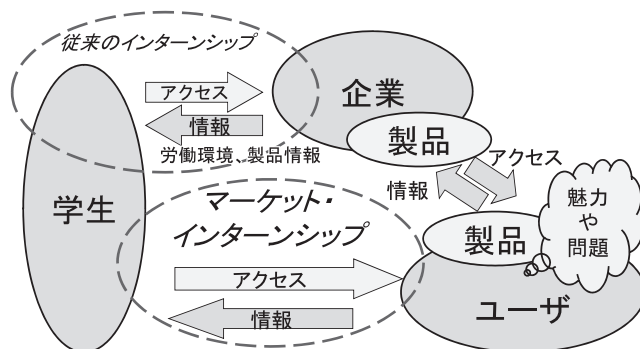 従来のインターンシップ
アクセス
情報
労働環境、製品情報
企業
製品
学生
アクセス
情報
マーケット・
インターンシップ
アクセス
情報
製品
ユーザ
魅力
や
問題